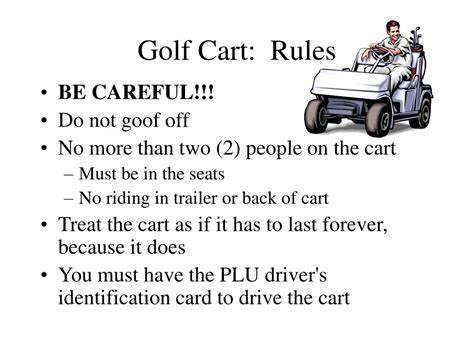 Golf Cart: Rules
• BE CAREFUL!!!
• Do not goof off
• No more than two (2) people on the cart
– Must be in the seats
– No riding in trailer or back of cart
• Treat the cart as if it has to last forever,
because it does
• You must have the PLU driver's
identification card to drive the cart